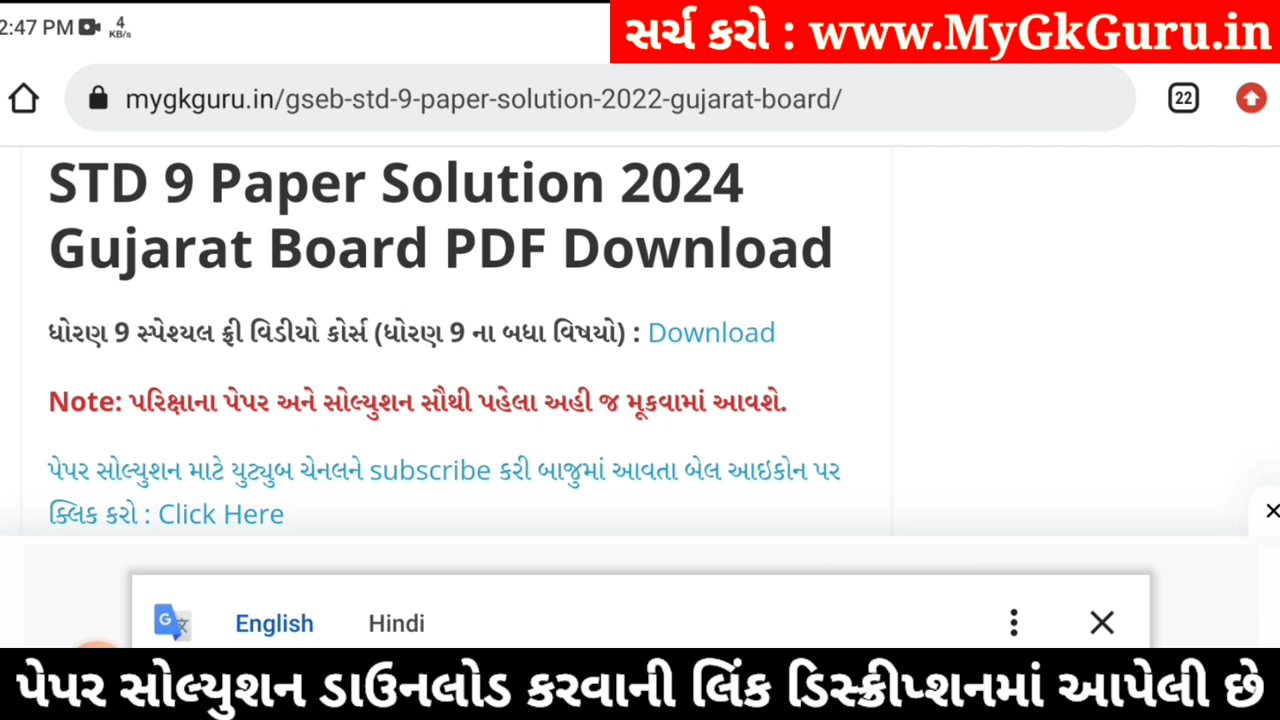 2:47 PM 4 KB/s
સર્ચ કરો : www.MyGkGuru.in
mygkguru.in/gseb-std-9-paper-solution-2022-gujarat-board/
22
STD 9 Paper Solution 2024
Gujarat Board PDF Download
ધોરણ 9 સ્પેશ્યલ ફ્રી વિડીયો કોર્સ (ધોરણ 9 ના બધા વિષયો) : Download
Note: પરિક્ષાના પેપર અને સોલ્યુશન સૌથી પહેલા અહી જ મૂકવામાં આવશે.
પેપર સોલ્યુશન માટે યુટ્યુબ ચેનલને subscribe કરી બાજુમાં આવતા બેલ આઇકોન પર
ક્લિક કરો : Click Here
English Hindi
પેપર સોલ્યુશન ડાઉનલોડ કરવાની લિંક ડિસ્ક્રીપ્શનમાં આપેલી છે